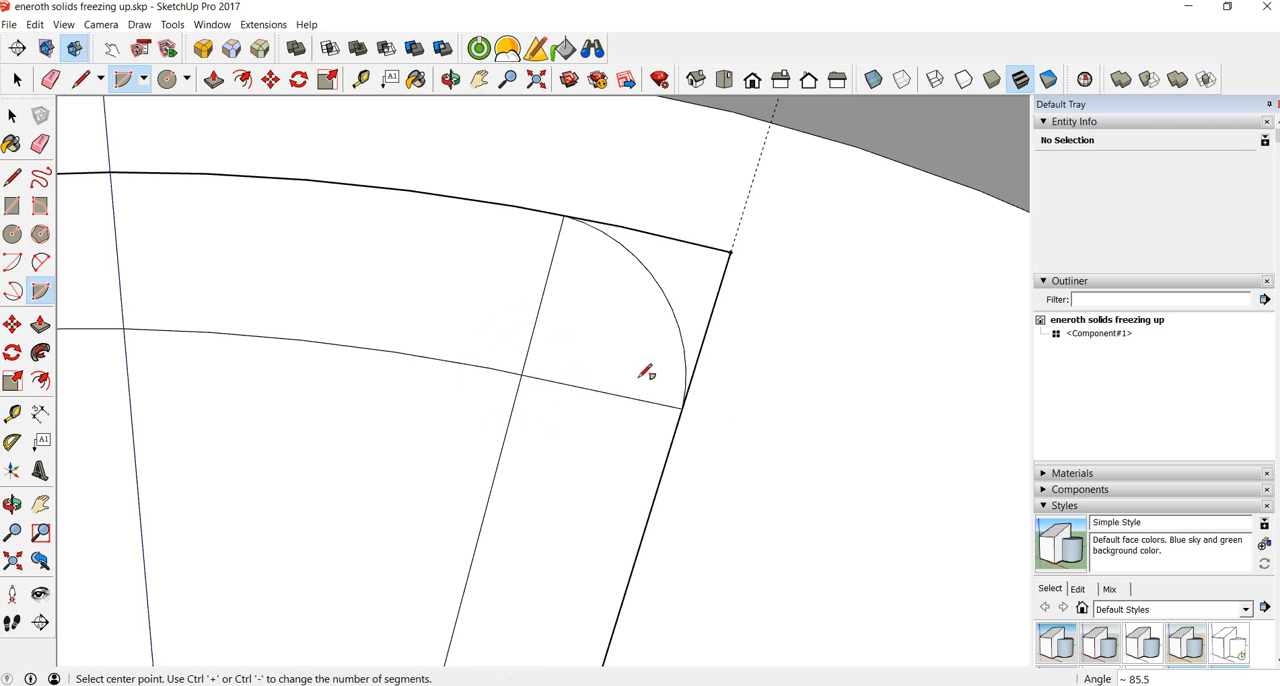 eneroth solids freezing up.skp - SketchUp Pro 2017
File Edit View Camera Draw Tools Window Extensions Help
A1
Default Tray
Entity Info
No Selection
Outliner
Filter:
eneroth solids freezing up
<Component#1>
A1
Materials
Components
Styles
Simple Style
Default face colors. Blue sky and green
background color.
Select Edit Mix
Default Styles
Select center point. Use Ctrl '+' or Ctrl '-' to change the number of segments.
Angle ~ 85.5